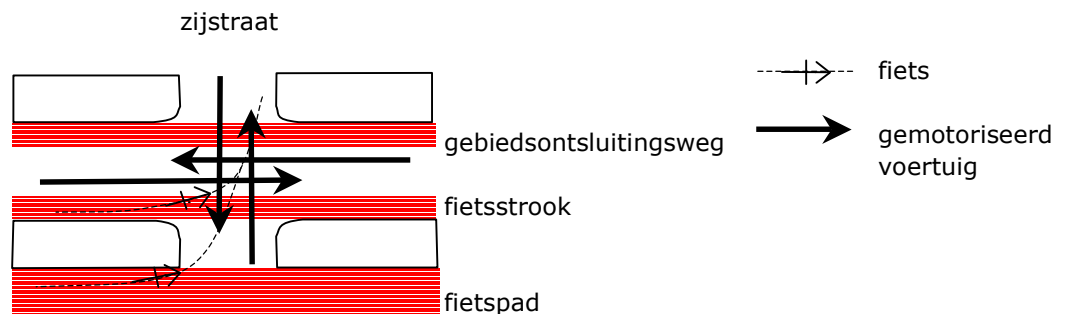 zijstraat
fiets
gemotoriseerd
voertuig
gebiedsontsluitingsweg
fietsstrook
fietspad